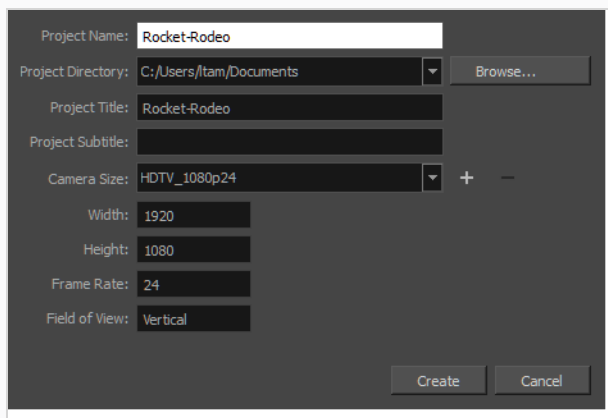 Project Name: Rocket-Rodeo
Project Directory: C:/Users/ltam/Documents Browse...
Project Title: Rocket-Rodeo
Project Subtitle:
Camera Size: HDTV_1080p24 + −
Width: 1920
Height: 1080
Frame Rate: 24
Field of View: Vertical
Create Cancel